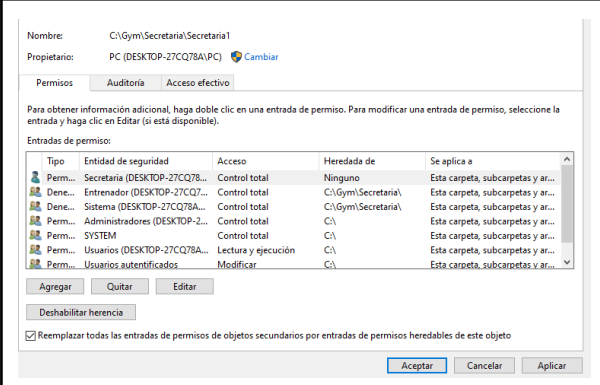 Nombre: C:\Gym\Secretaria\Secretaria1
Propietario: PC (DESKTOP-27CQ78A\PC) Cambiar
Permisos Auditoría Acceso efectivo
Para obtener información adicional, haga doble clic en una entrada de permiso. Para modificar una entrada de permiso, seleccione la
entrada y haga clic en Editar (si está disponible).
Entradas de permiso:
Tipo Entidad de seguridad Acceso Heredada de Se aplica a
Perm... Secretaria (DESKTOP-27CQ78... Control total Ninguno Esta carpeta, subcarpetas y ar...
Dene... Entrenador (DESKTOP-27CQ7... Control total C:\Gym\Secretaria\ Esta carpeta, subcarpetas y ar...
Dene... Sistema (DESKTOP-27CQ78A... Control total C:\Gym\Secretaria\ Esta carpeta, subcarpetas y ar...
Perm... Administradores (DESKTOP-2... Control total C:\ Esta carpeta, subcarpetas y ar...
Perm... SYSTEM Control total C:\ Esta carpeta, subcarpetas y ar...
Perm... Usuarios (DESKTOP-27CQ78A... Lectura y ejecución C:\ Esta carpeta, subcarpetas y ar...
Perm... Usuarios autentificados Modificar C:\ Esta carpeta, subcarpetas y ar...
Agregar Quitar Editar
Deshabilitar herencia
Reemplazar todas las entradas de permisos de objetos secundarios por entradas de permisos heredables de este objeto
Aceptar Cancelar Aplicar